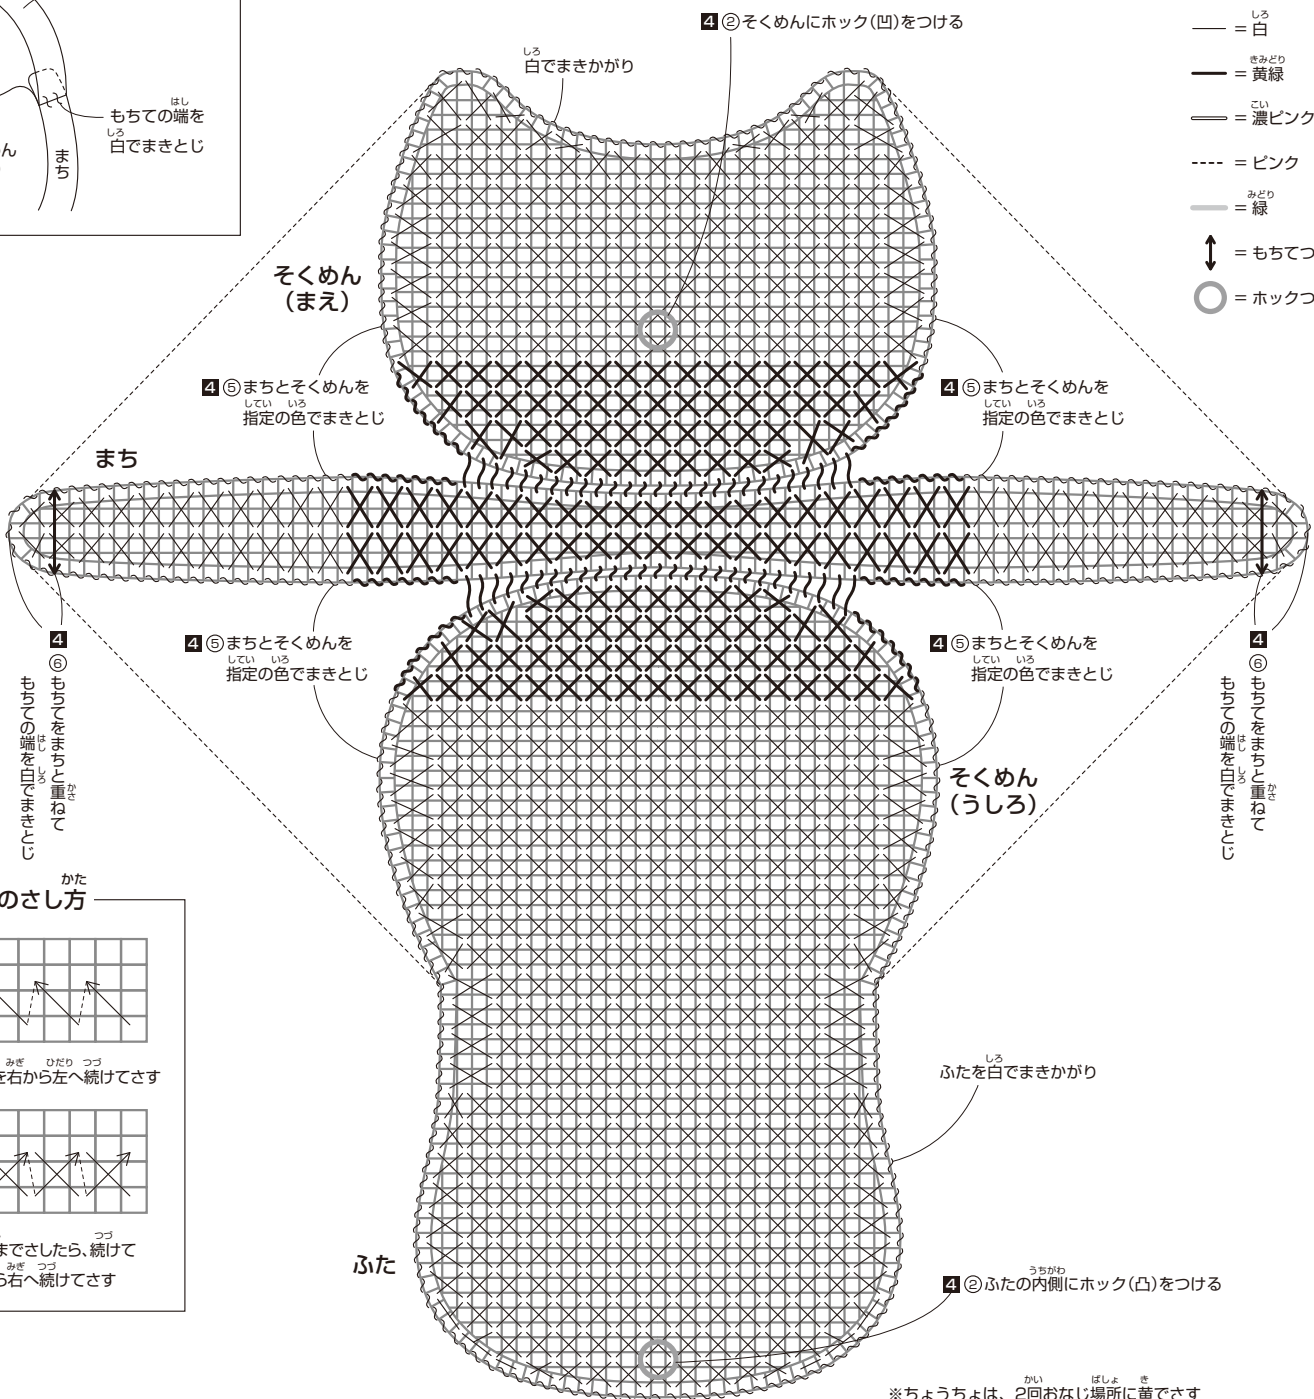 4②そくめんにホック(凹)をつける
白でまきかがり
もちての端を
白でまきとじ
まち
=白
=黄緑
=濃ピンク
=ピンク
=緑
=もちてつ
=ホックつ
そくめん
(まえ)
4⑤まちとそくめんを
指定の色でまきとじ
4⑤まちとそくめんを
指定の色でまきとじ
まち
4⑤まちとそくめんを
指定の色でまきとじ
4⑤まちとそくめんを
指定の色でまきとじ
4⑥もちてをまちと重ねて
もちての端を白でまきとじ
4⑥もちてをまちと重ねて
もちての端を白でまきとじ
そくめん
(うしろ)
のさし方
を右から左へ続けてさす
までさしたら、続けて
ら右へ続けてさす
ふたを白でまきかがり
ふた
4②ふたの内側にホック(凸)をつける
※ちょうちょは、2回おなじ場所に黄でさす